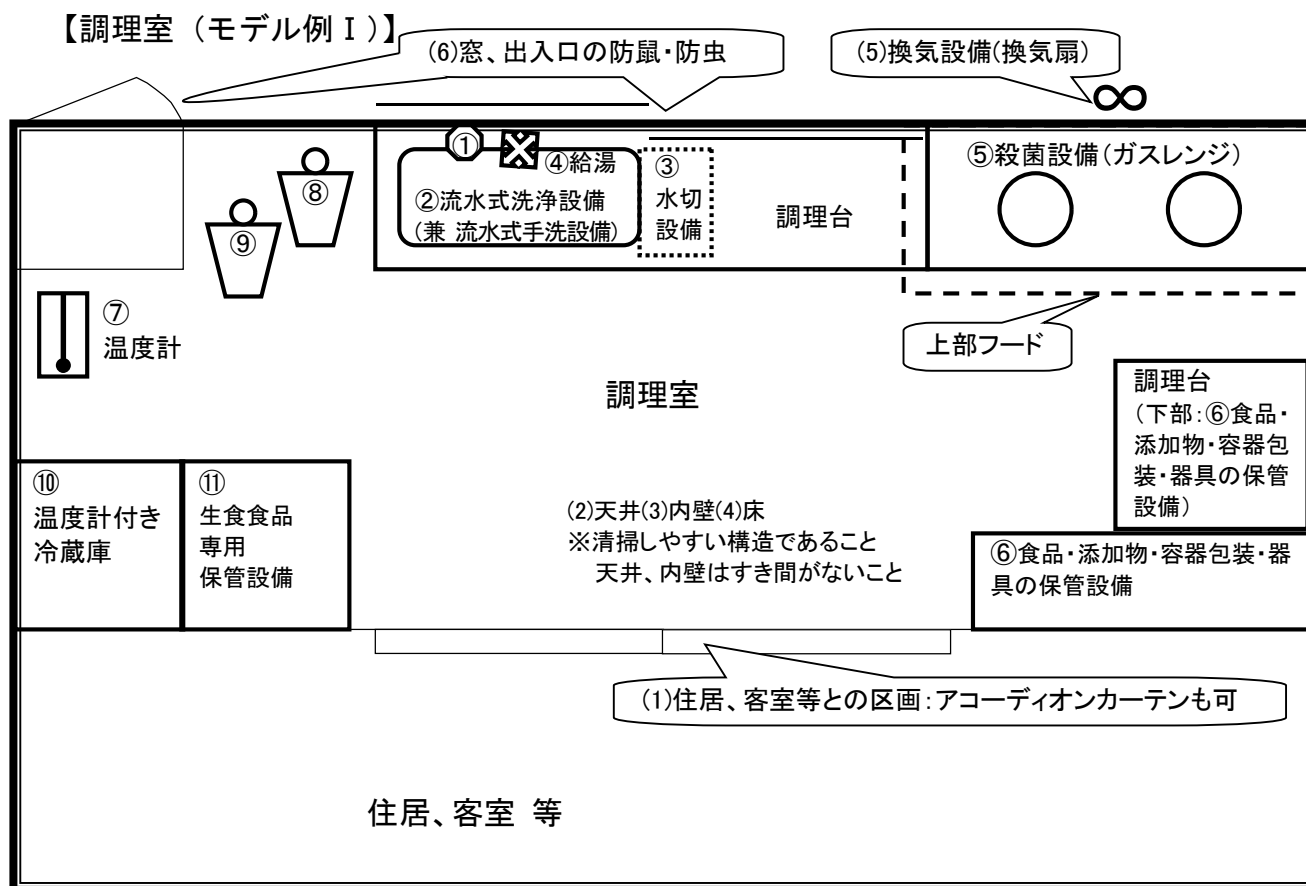 【調理室（モデル例Ⅰ）】
(6)窓、出入口の防鼠・防虫
(5)換気設備(換気扇)
∞
①
④給湯
②流水式洗浄設備
(兼 流水式手洗設備)
③
水切
設備
調理台
⑤殺菌設備(ガスレンジ)
⑧
⑨
⑦
温度計
上部フード
調理室
調理台
(下部:⑥食品・
添加物・容器包
装・器具の保管
設備)
⑩
温度計付き
冷蔵庫
⑪
生食食品
専用
保管設備
(2)天井(3)内壁(4)床
※清掃しやすい構造であること
天井、内壁はすき間がないこと
⑥食品・添加物・容器包装・器
具の保管設備
(1)住居、客室等との区画:アコーディオンカーテンも可
住居、客室 等